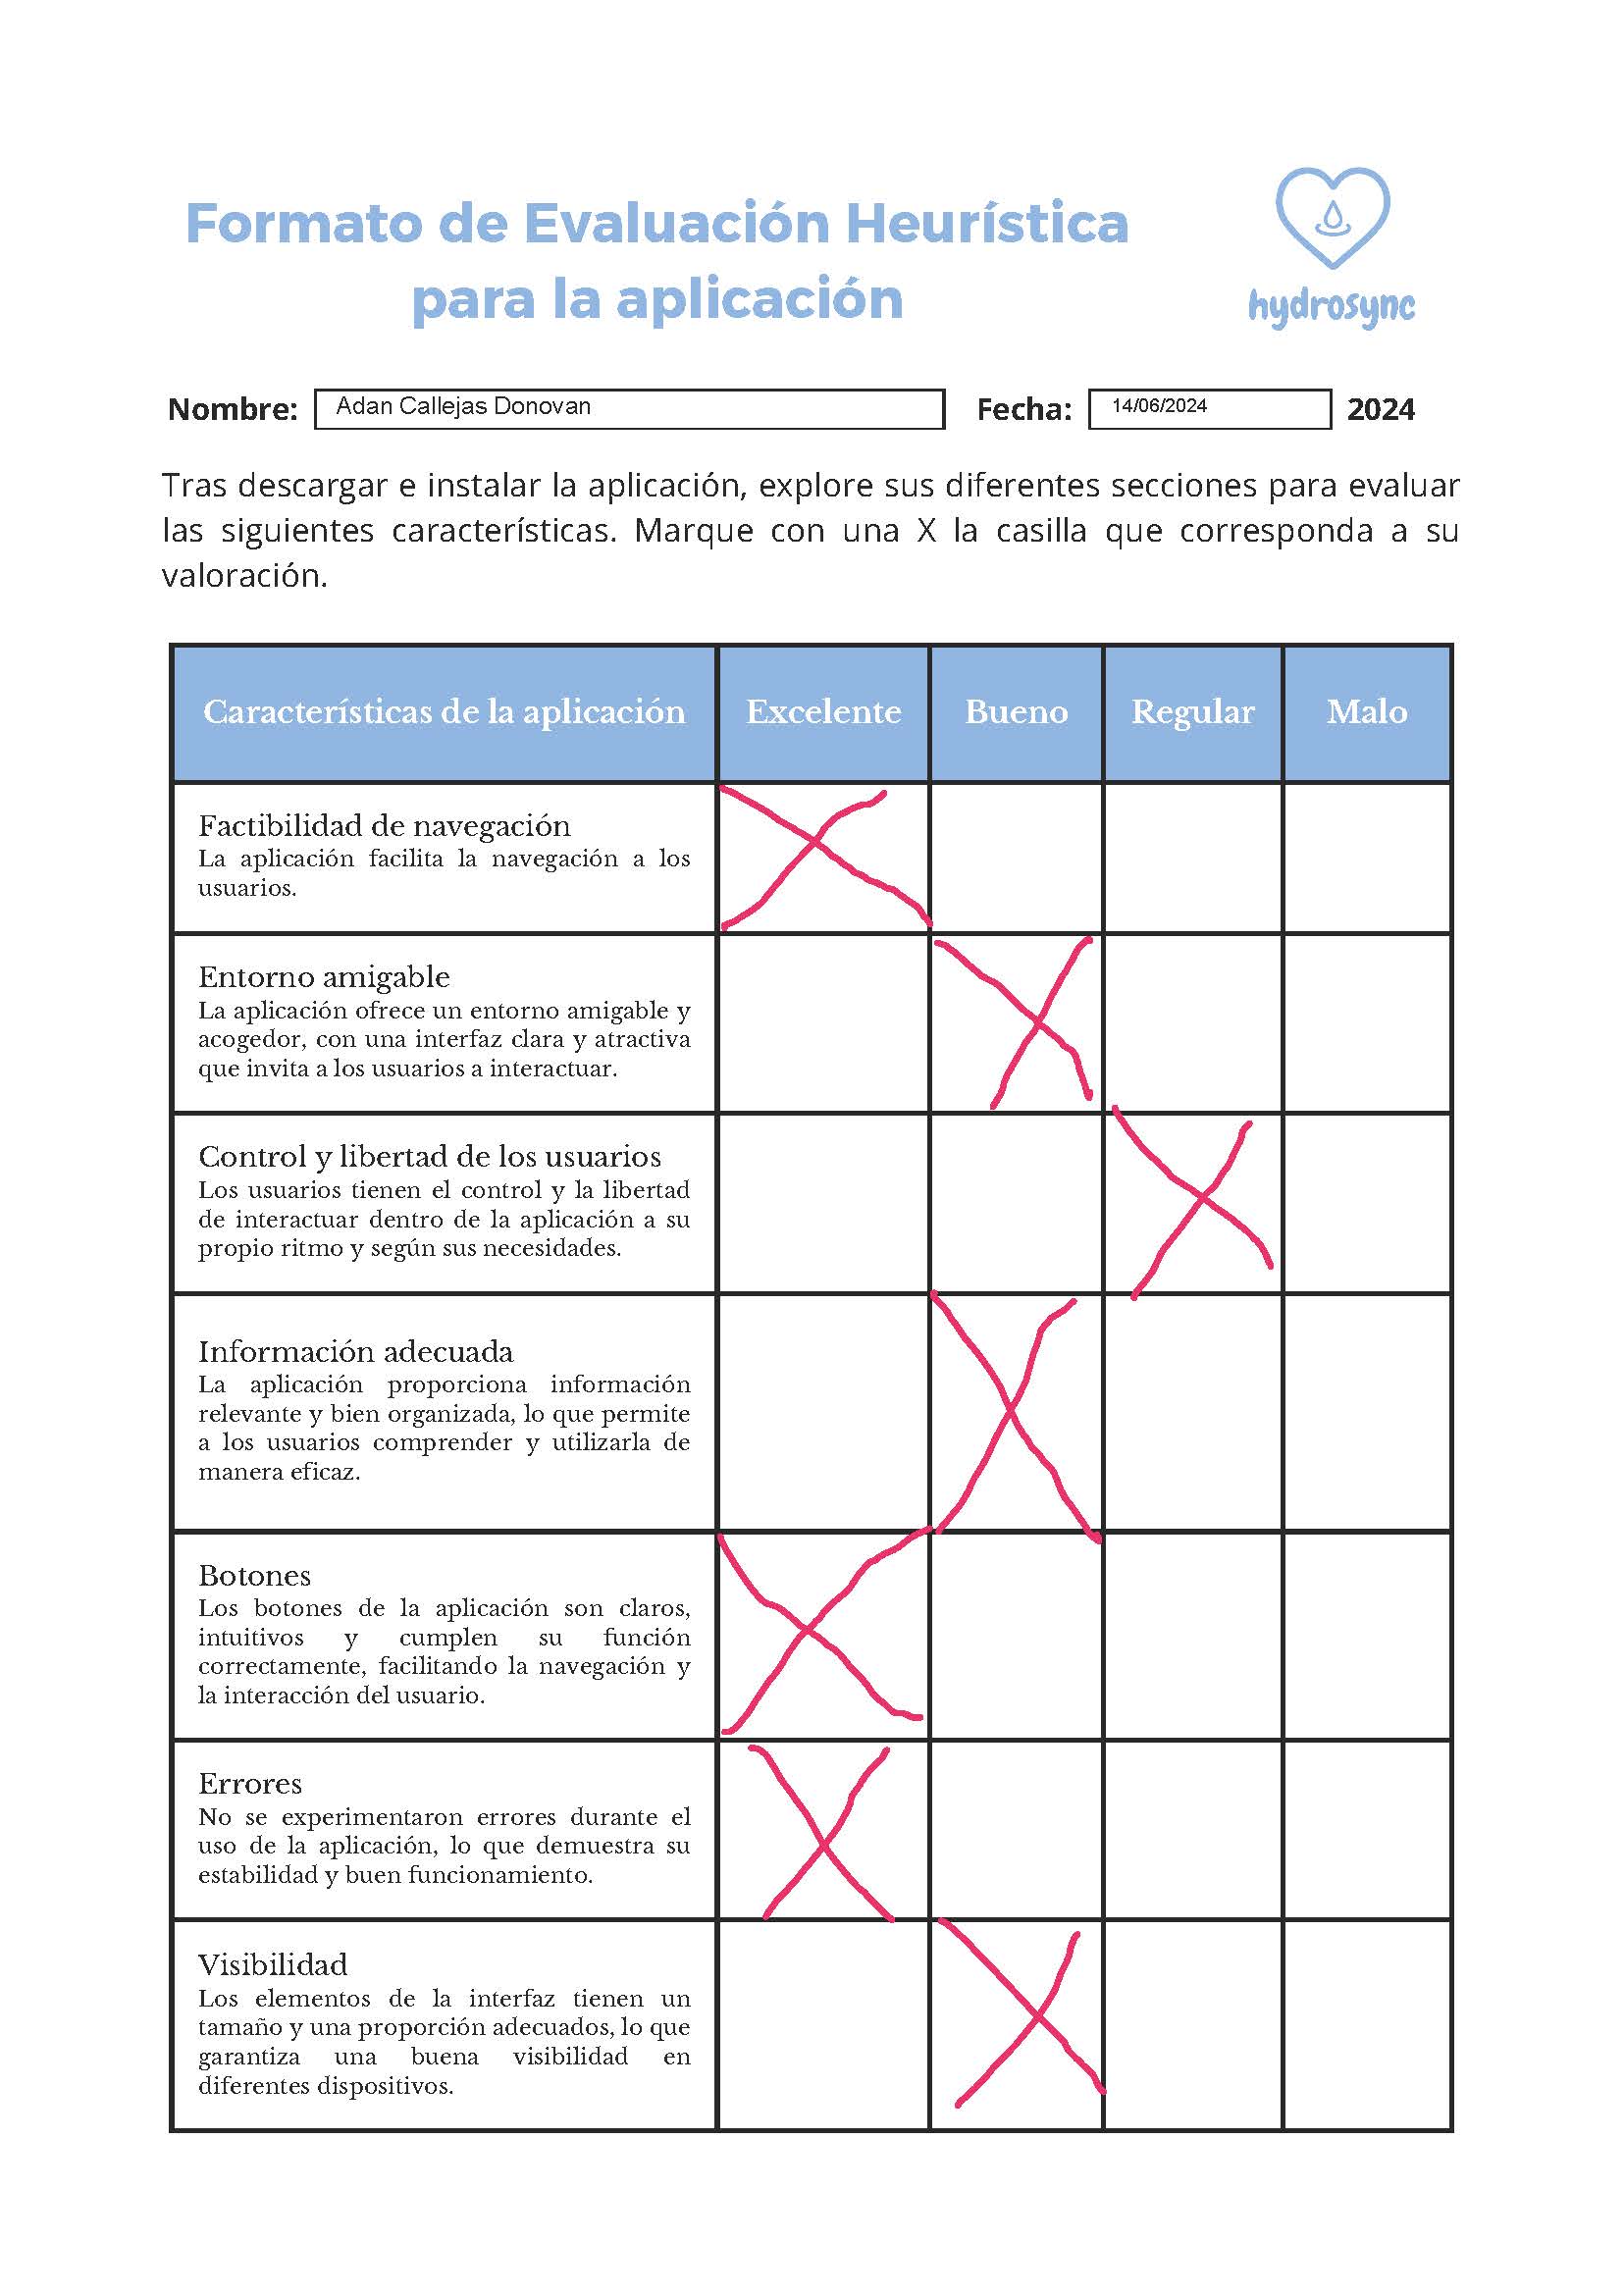 Formato de Evaluación Heurística
para la aplicación
hydrosync
Nombre: Adan Callejas Donovan Fecha: 14/06/2024 2024
Tras descargar e instalar la aplicación, explore sus diferentes secciones para evaluar
las siguientes características. Marque con una X la casilla que corresponda a su
valoración.
Características de la aplicación Excelente Bueno Regular Malo
Factibilidad de navegación
La aplicación facilita la navegación a los
usuarios.
X
Entorno amigable
La aplicación ofrece un entorno amigable y
acogedor, con una interfaz clara y atractiva
que invita a los usuarios a interactuar.
X
Control y libertad de los usuarios
Los usuarios tienen el control y la libertad
de interactuar dentro de la aplicación a su
propio ritmo y según sus necesidades.
X
Información adecuada
La aplicación proporciona información
relevante y bien organizada, lo que permite
a los usuarios comprender y utilizarla de
manera eficaz.
X
Botones
Los botones de la aplicación son claros,
intuitivos y cumplen su función
correctamente, facilitando la navegación y
la interacción del usuario.
X
Errores
No se experimentaron errores durante el
uso de la aplicación, lo que demuestra su
estabilidad y buen funcionamiento.
X
Visibilidad
Los elementos de la interfaz tienen un
tamaño y una proporción adecuados, lo que
garantiza una buena visibilidad en
diferentes dispositivos.
X